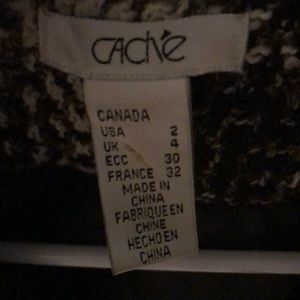 CACHÉ
CANADA
USA 2
UK 4
ECC 30
FRANCE 32
MADE IN
CHINA
FABRIQUE EN
CHINE
HECHO EN
CHINA